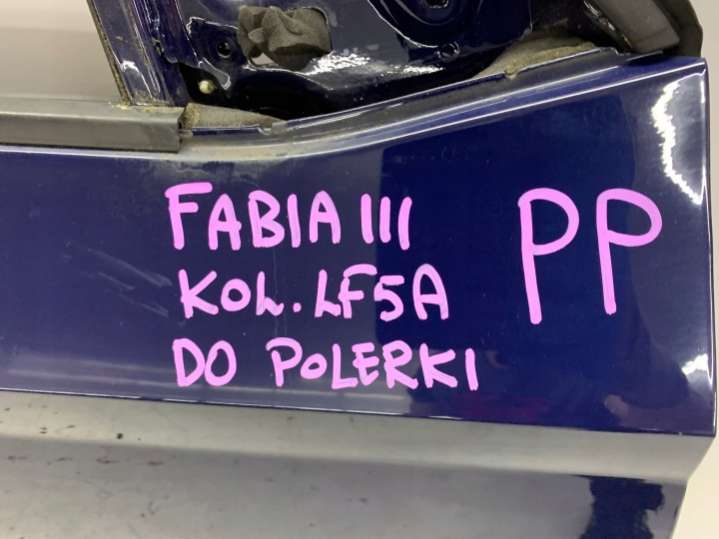 FABIA III
KOL. LF5A
DO POLERKI
PP